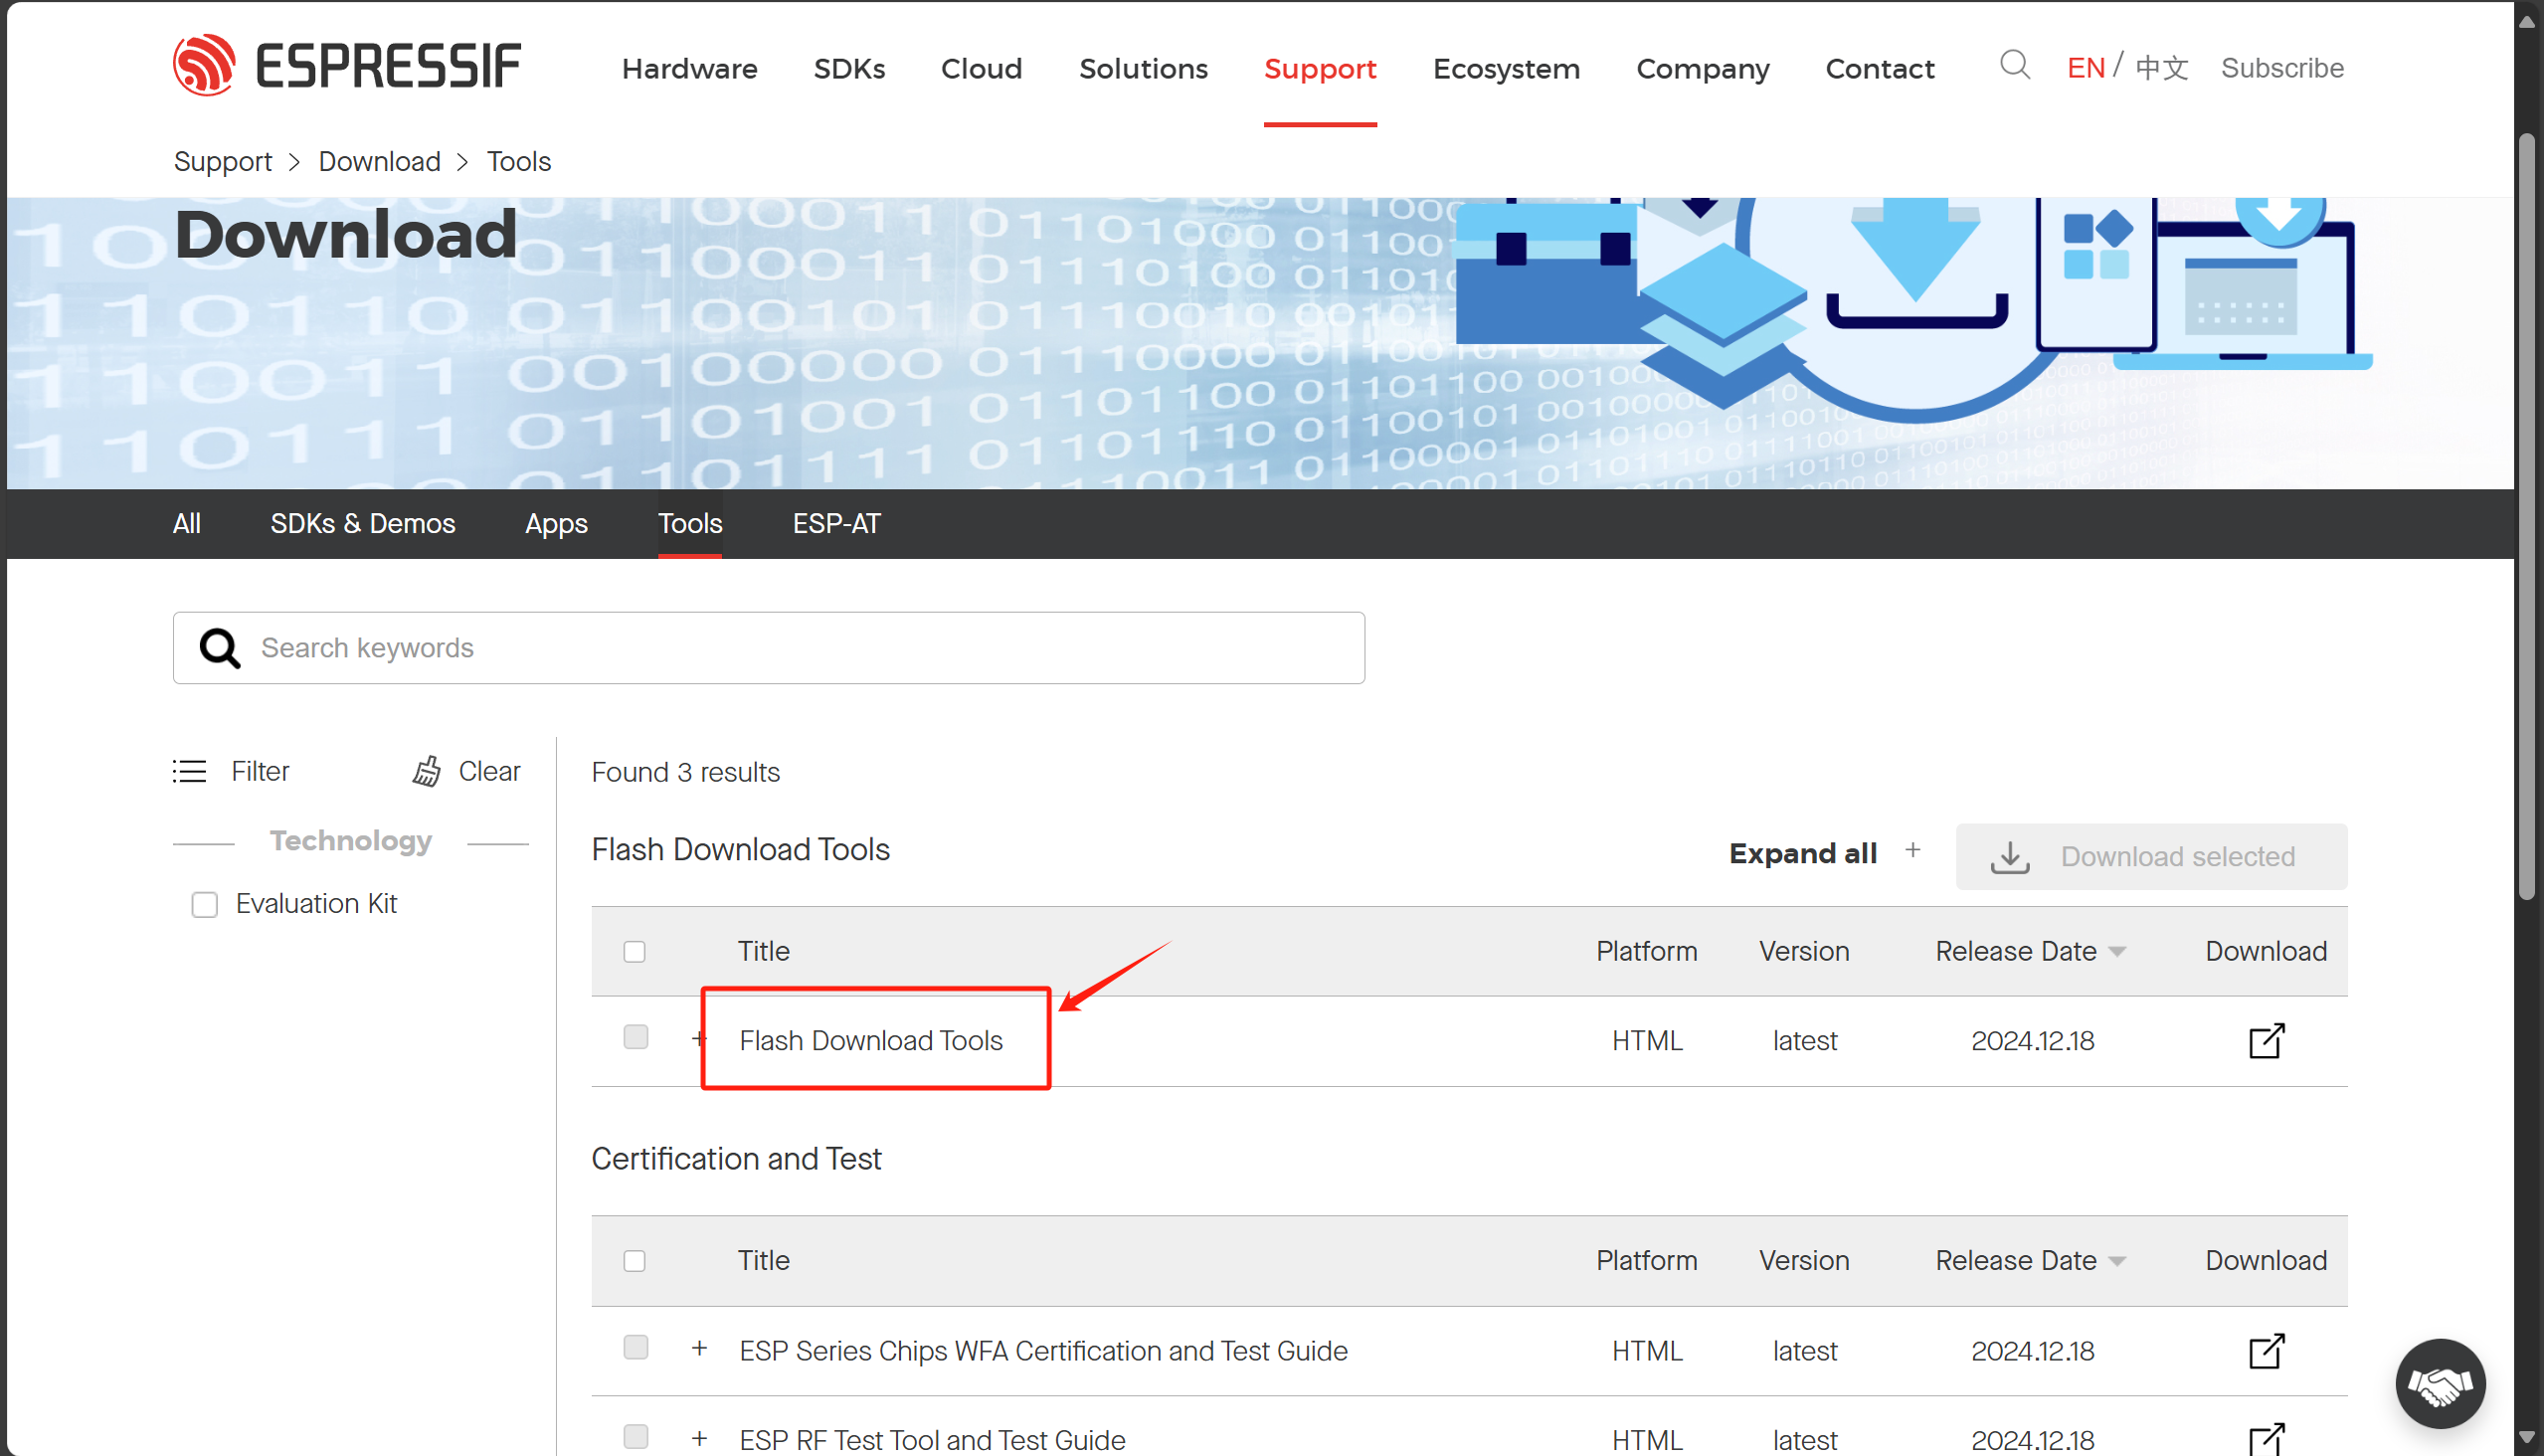 ESPRESSIF
Hardware SDKs Cloud Solutions Support Ecosystem Company Contact EN / 中文 Subscribe
Support > Download > Tools
Download
All SDKs & Demos Apps Tools ESP-AT
Search keywords
Filter Clear
Technology
Evaluation Kit
Found 3 results
Flash Download Tools
Expand all + Download selected
Title Platform Version Release Date Download
+ Flash Download Tools HTML latest 2024.12.18
Certification and Test
Title Platform Version Release Date Download
+ ESP Series Chips WFA Certification and Test Guide HTML latest 2024.12.18
+ ESP RF Test Tool and Test Guide HTML latest 2024.12.18